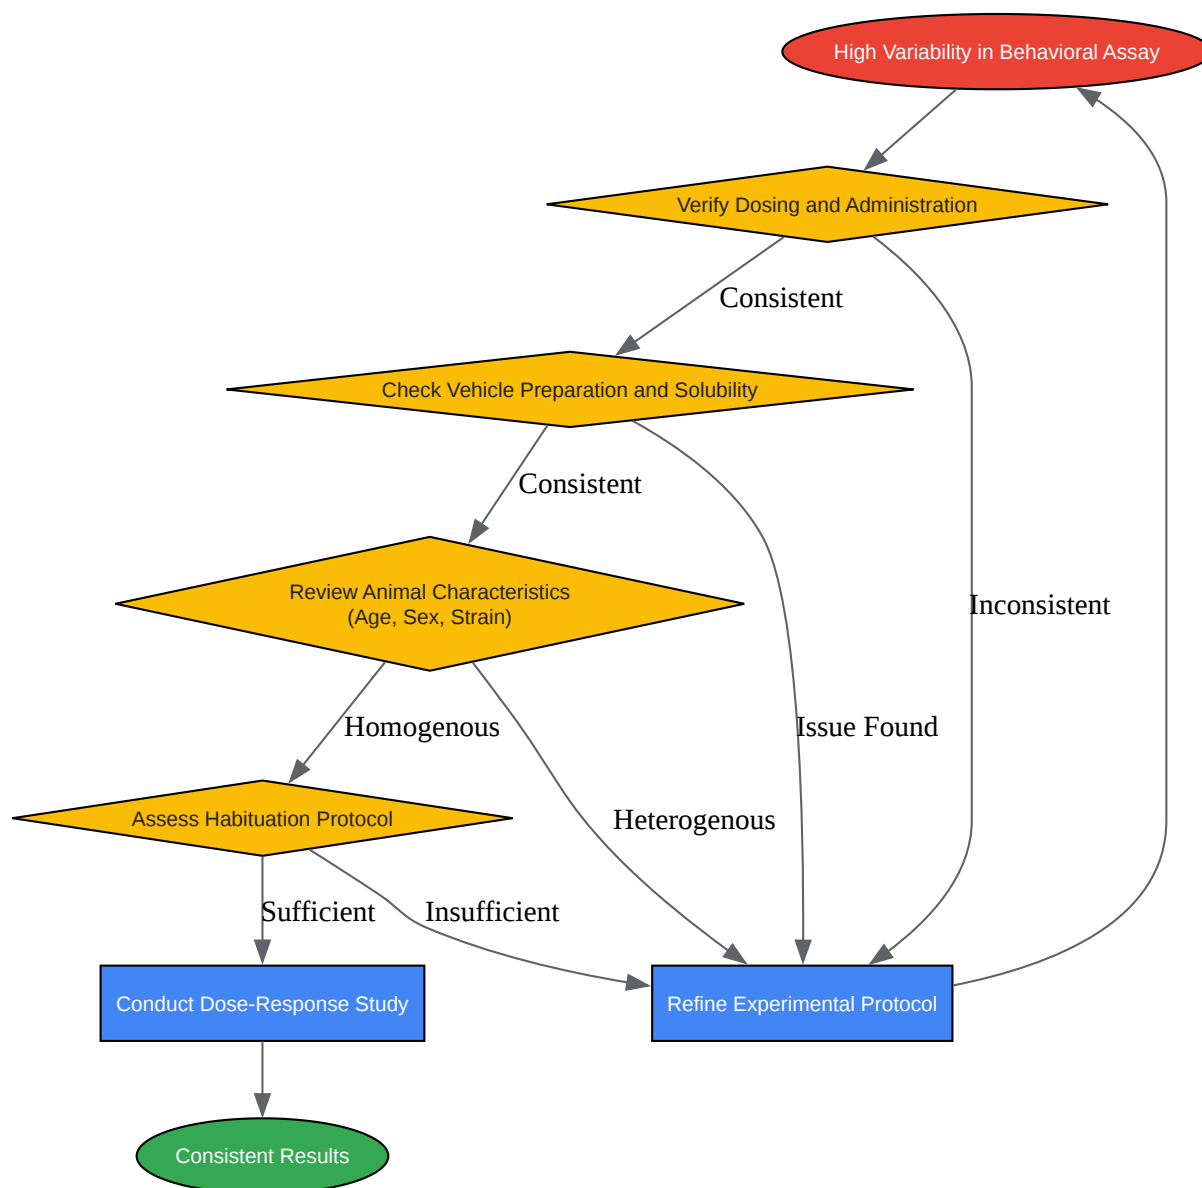 High Variability in Behavioral Assay
Verify Dosing and Administration
Consistent
Check Vehicle Preparation and Solubility
Consistent
Review Animal Characteristics
(Age, Sex, Strain)
Inconsistent
Homogenous
Issue Found
Assess Habituation Protocol
Heterogenous
Sufficient
Insufficient
Conduct Dose-Response Study
Refine Experimental Protocol
Consistent Results